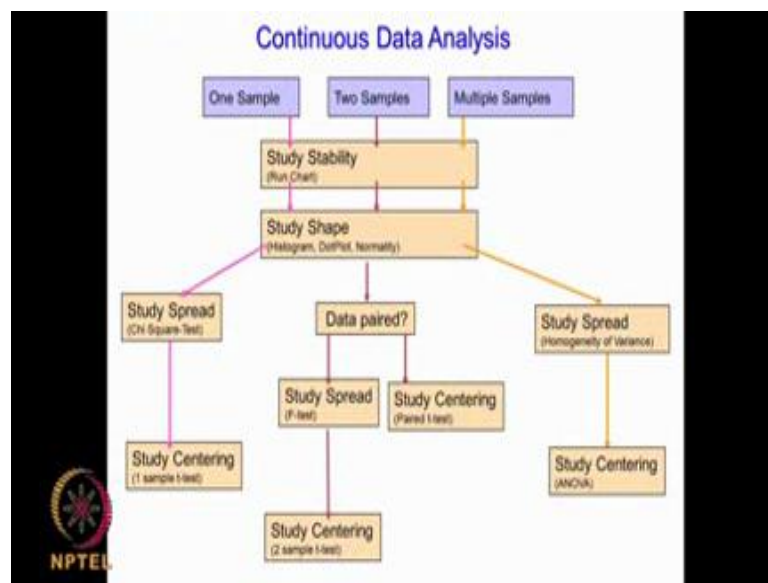 Continuous Data Analysis
One Sample
Two Samples
Multiple Samples
Study Stability
(Run Chart)
Study Shape
(Histogram, DotPlot, Normality)
Study Spread
(Chi Square-Test)
Data paired?
Study Spread
(Homogeneity of Variance)
Study Spread
(F-test)
Study Centering
(Paired t-test)
Study Centering
(1 sample t-test)
Study Centering
(ANOVA)
Study Centering
(2 sample t-test)
NPTEL